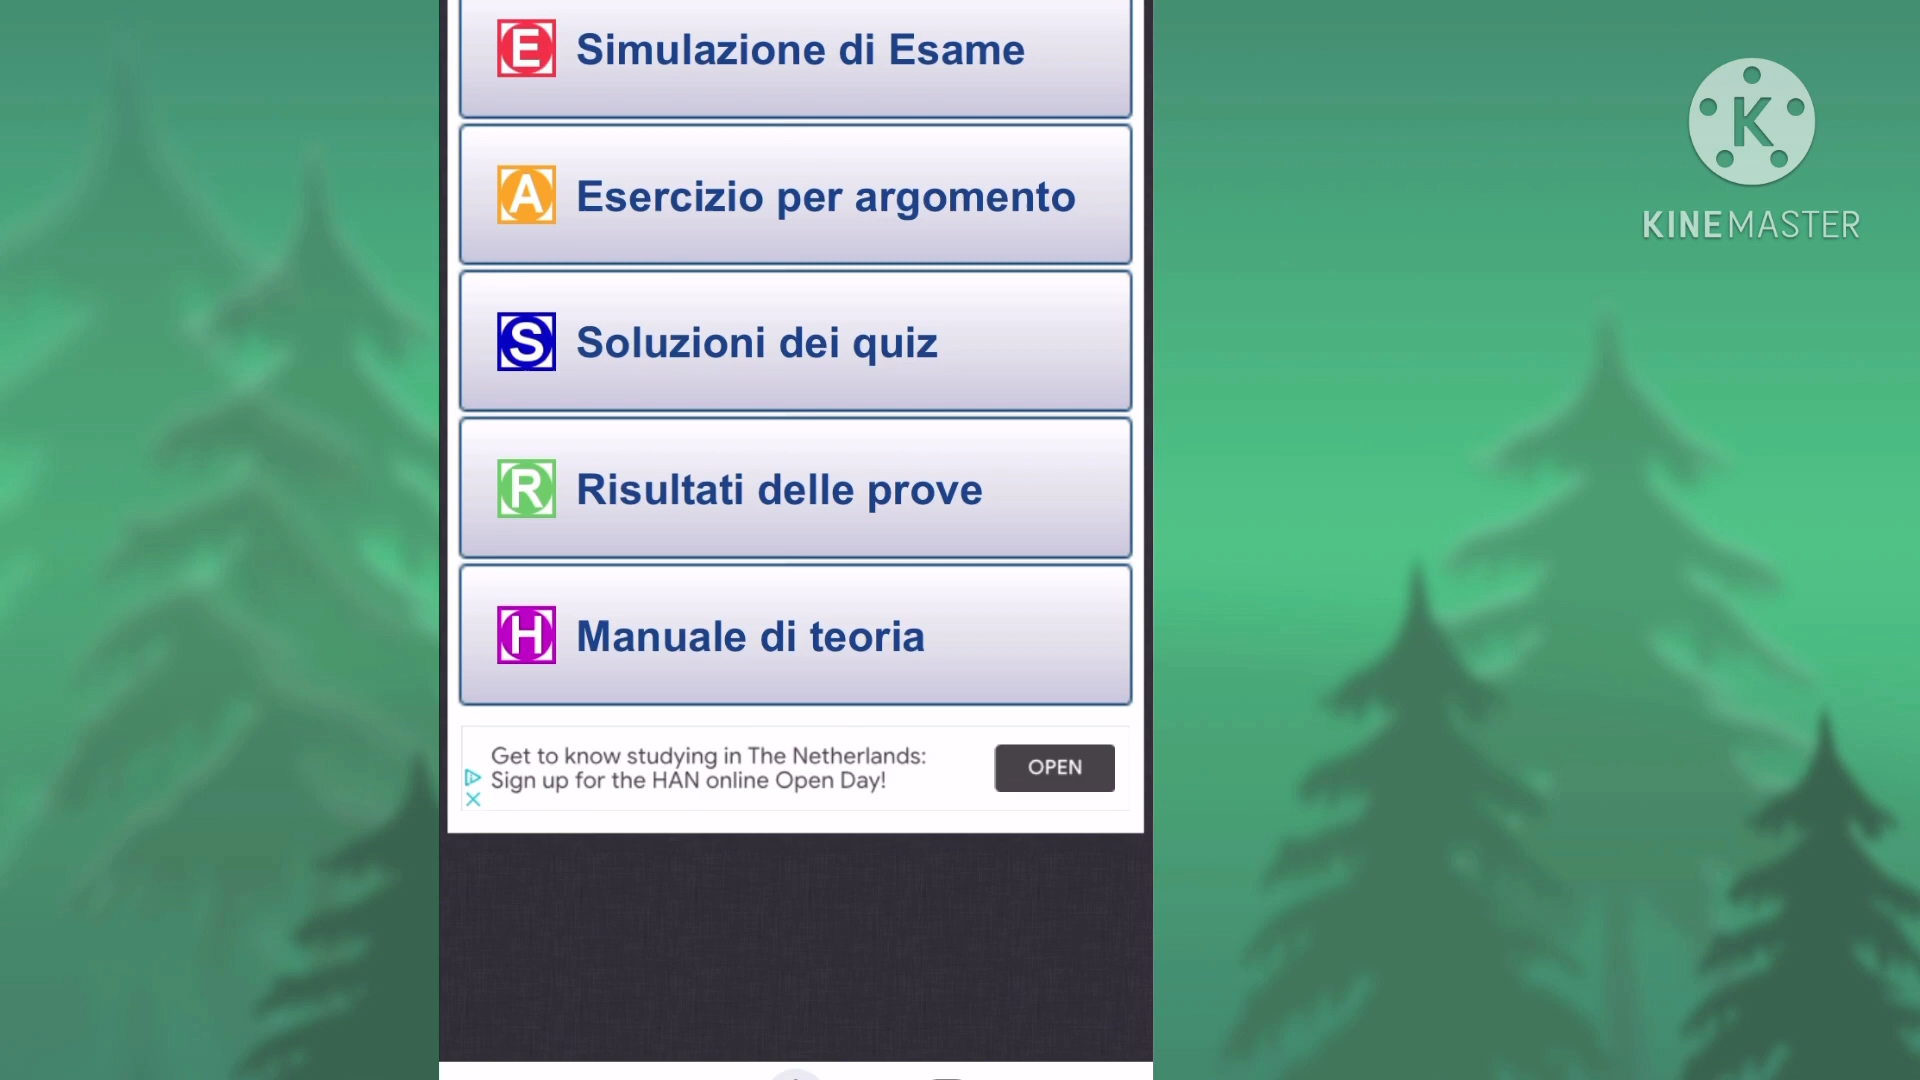 E Simulazione di Esame
A Esercizio per argomento
S Soluzioni dei quiz
R Risultati delle prove
H Manuale di teoria
Get to know studying in The Netherlands:
Sign up for the HAN online Open Day!
OPEN
K
KINEMASTER